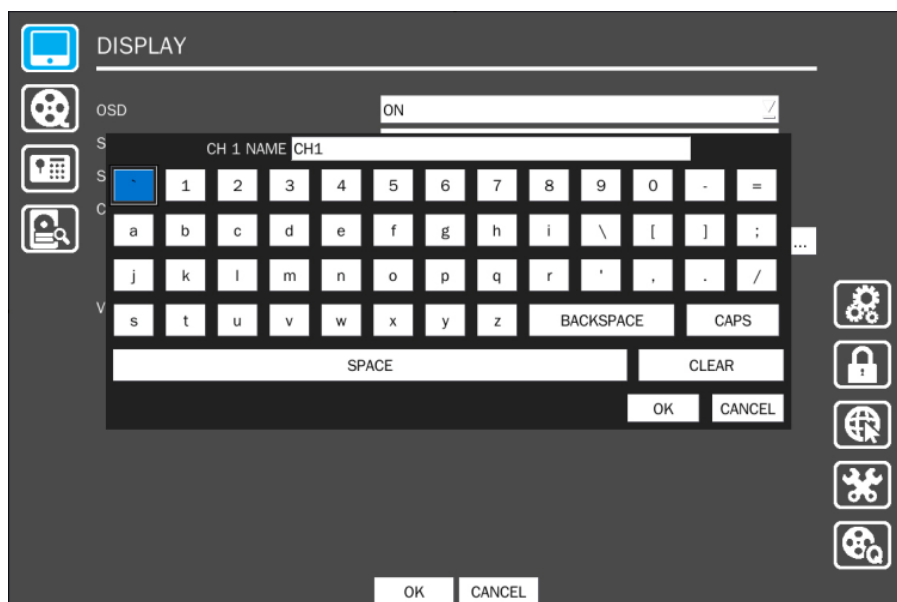 DISPLAY
OSD ON
S
CH 1 NAME CH1
S
` 1 2 3 4 5 6 7 8 9 0 - =
C
a b c d e f g h i \ [ ] ;
...
j k l m n o p q r ' , . /
V
s t u v w x y z BACKSPACE CAPS
SPACE CLEAR
OK CANCEL
Q
OK CANCEL